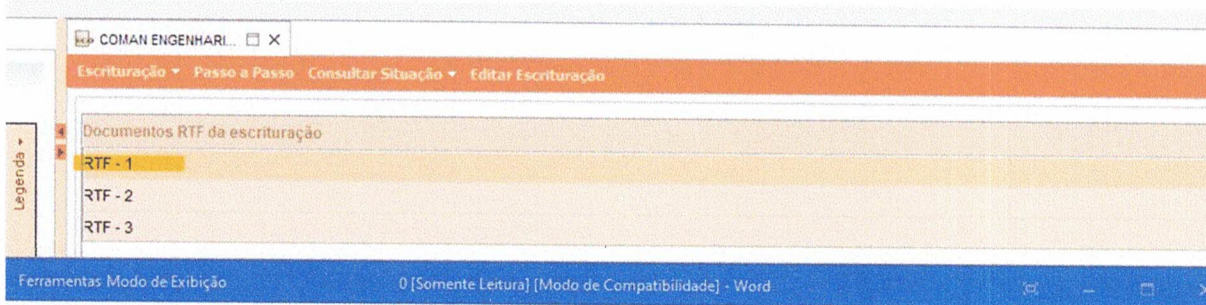 COMAN ENGENHARI...
Escrituração Passo a Passo Consultar Situação Editar Escrituração
Legenda
Documentos RTF da escrituração
RTF - 1
RTF - 2
RTF - 3
Ferramentas Modo de Exibição 0 [Somente Leitura] [Modo de Compatibilidade] - Word